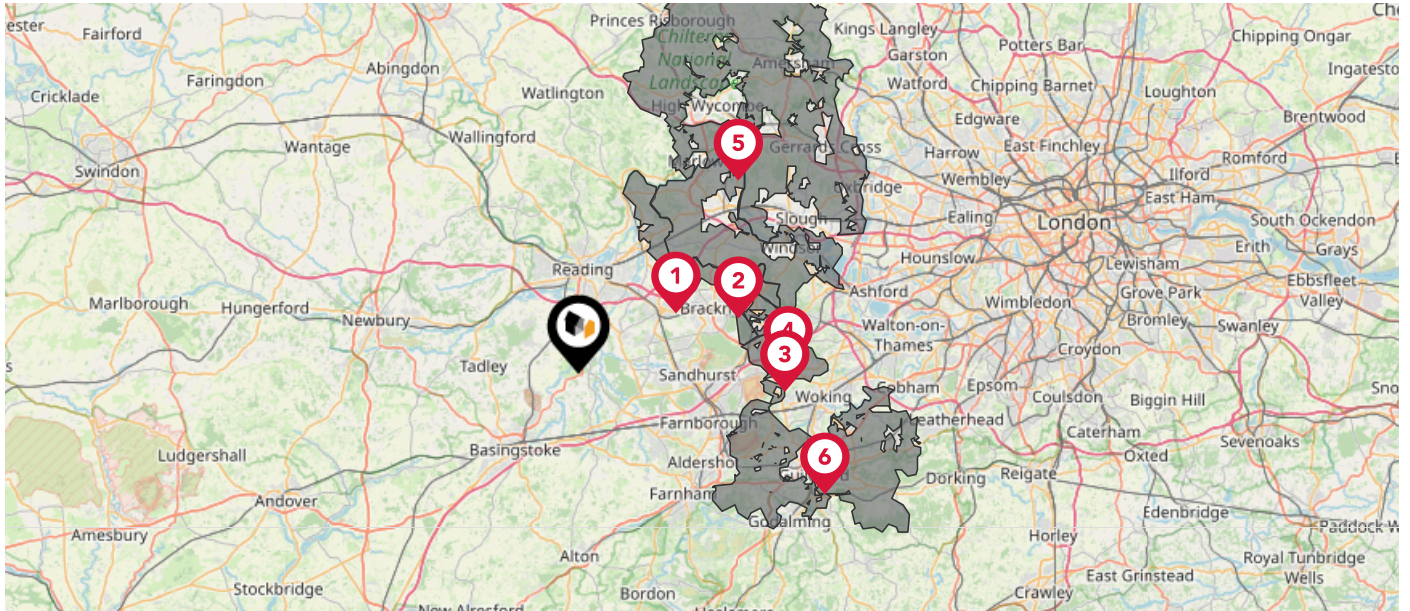 Princes Risborough
Kings Langley
Fairford
Chipping Ongar
Potters Bar
Garston
National
Amersham
Abingdon
Faringdon
Watford
Chipping Barnet
Loughton
Cricklade
Watlington
High Wycombe
Edgware
Brentwood
Wallingford
5
Gerrards Cross
East Finchley
Wantage
Harrow
Romford
Swindon
Wembley
Ilford
East Ham
Slough
Ealing
London
South Ockendon
Windsor
Erith
Grays
Reading
1
2
Hounslow
Lewisham
Ebbsfleet
Valley
Marlborough
Hungerford
Ashford
Grove Park
Wimbledon
Newbury
4
Walton-on-
Thames
Bromley
Swanley
3
Croydon
Tadley
Sandhurst
Cobham
Epsom
Coulsdon
Biggin Hill
Woking
Farnborough
Leatherhead
Caterham
Sevenoaks
Oxted
Basingstoke
Ludgershall
6
Dorking
Reigate
Andover
Farnham
Edenbridge
Godalming
Amesbury
Horley
Alton
Royal Tunbridge
Wells
Stockbridge
East Grinstead
Bordon
Crawley